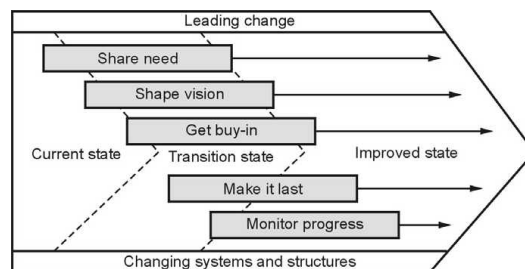 Leading change
Share need
Shape vision
Get buy-in
Current state
Transition state
Improved state
Make it last
Monitor progress
Changing systems and structures